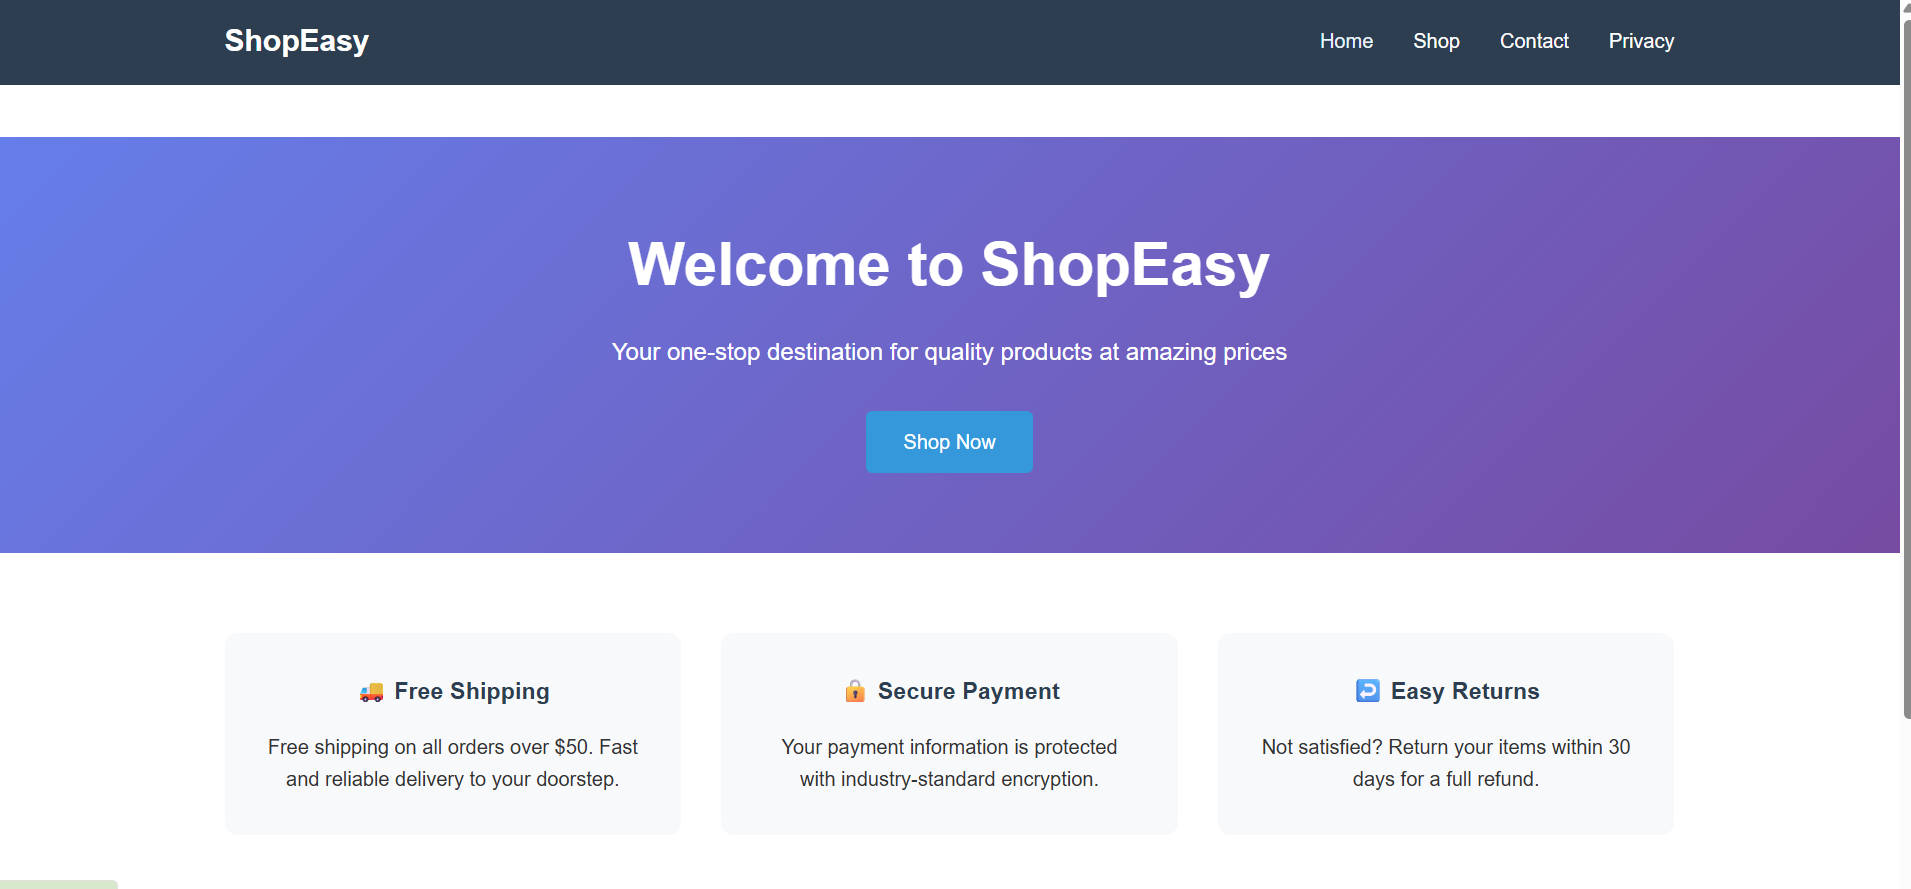 ShopEasy
Home Shop Contact Privacy
Welcome to ShopEasy
Your one-stop destination for quality products at amazing prices
Shop Now
🚚 Free Shipping
Free shipping on all orders over $50. Fast
and reliable delivery to your doorstep.
🔒 Secure Payment
Your payment information is protected
with industry-standard encryption.
↩️ Easy Returns
Not satisfied? Return your items within 30
days for a full refund.